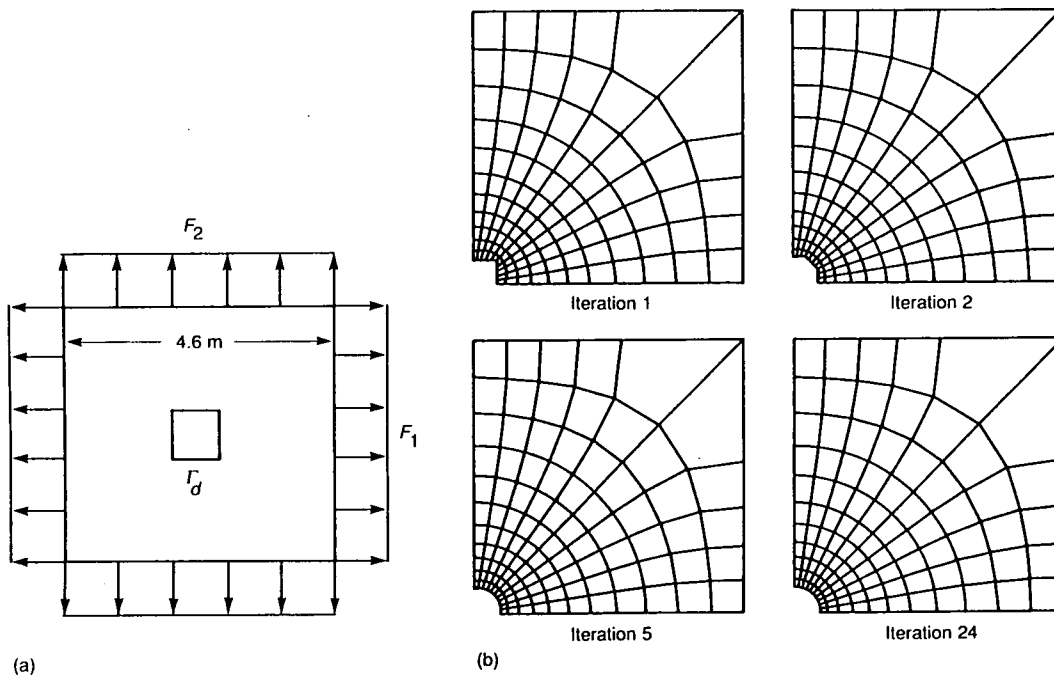 F2
4.6 m
F1
Γd
(a)
Iteration 1
Iteration 2
Iteration 5
Iteration 24
(b)